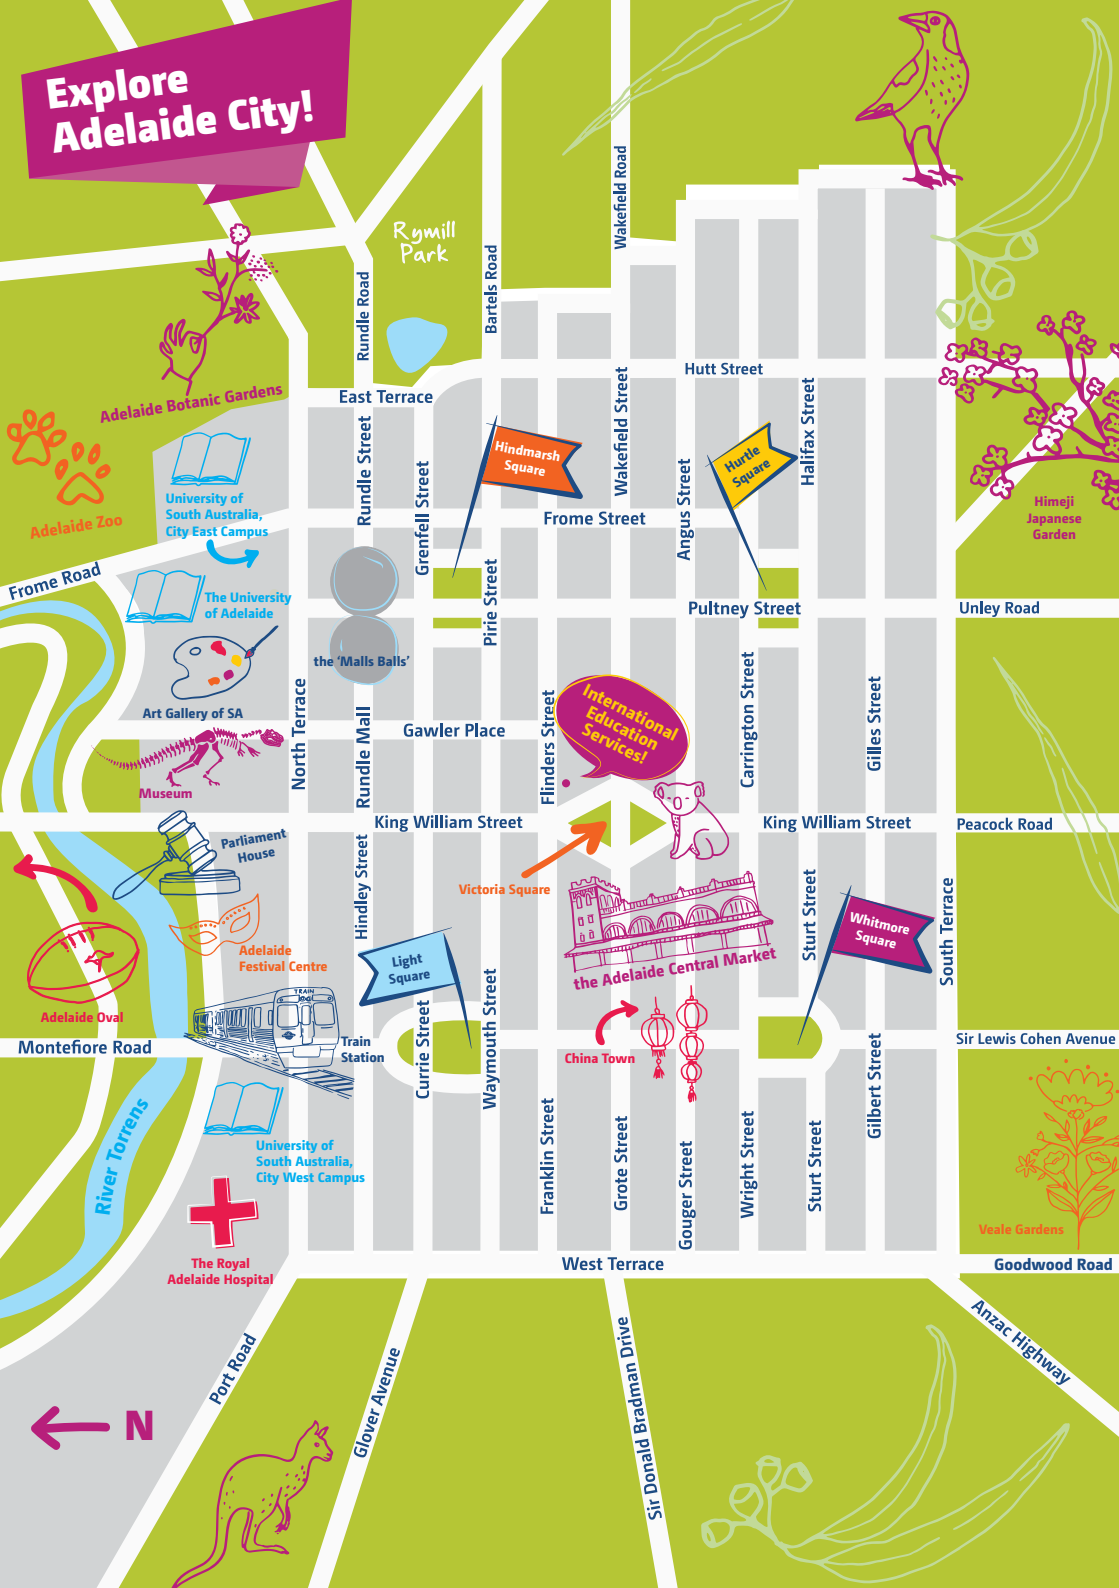 Explore
Adelaide City!
Rymill
Park
Wakefield Road
Bartels Road
Rundle Road
Hutt Street
East Terrace
Adelaide Botanic Gardens
Adelaide Zoo
University of
South Australia,
City East Campus
Rundle Street
Grenfell Street
Hindmarsh
Square
Wakefield Street
Angus Street
Hurtle
Square
Halifax Street
Himeji
Japanese
Garden
Frome Street
Frome Road
The University
of Adelaide
Pirie Street
Pultney Street
Unley Road
the 'Malls Balls'
Art Gallery of SA
North Terrace
Rundle Mall
Gawler Place
Flinders Street
International
Education
Services!
Carrington Street
Gilles Street
Museum
King William Street
King William Street
Peacock Road
Parliament
House
Hindley Street
Victoria Square
Sturt Street
Whitmore
Square
South Terrace
Adelaide
Festival Centre
Light
Square
the Adelaide Central Market
Adelaide Oval
TRAIN
Train
Station
Montefiore Road
Currie Street
Waymouth Street
China Town
Sir Lewis Cohen Avenue
Gilbert Street
River Torrens
University of
South Australia,
City West Campus
Franklin Street
Grote Street
Gouger Street
Wright Street
Sturt Street
Veale Gardens
The Royal
Adelaide Hospital
West Terrace
Goodwood Road
Port Road
Glover Avenue
Sir Donald Bradman Drive
Anzac Highway
N